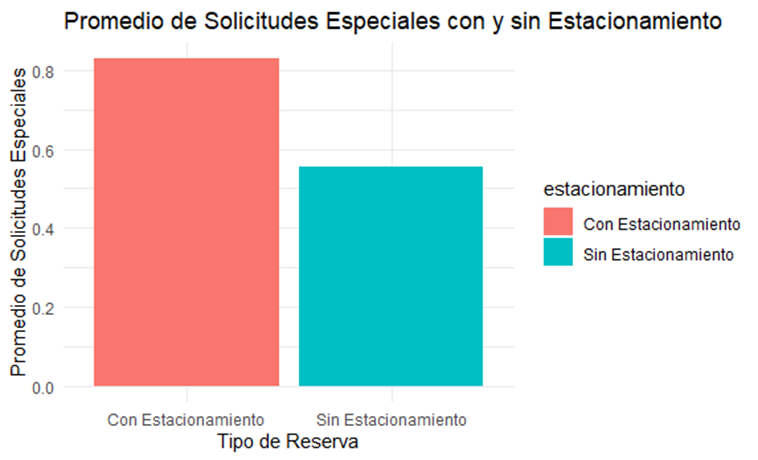 Promedio de Solicitudes Especiales con y sin Estacionamiento
Promedio de Solicitudes Especiales
0.8
0.6
0.4
0.2
0.0
Con Estacionamiento
Sin Estacionamiento
Tipo de Reserva
estacionamiento
Con Estacionamiento
Sin Estacionamiento